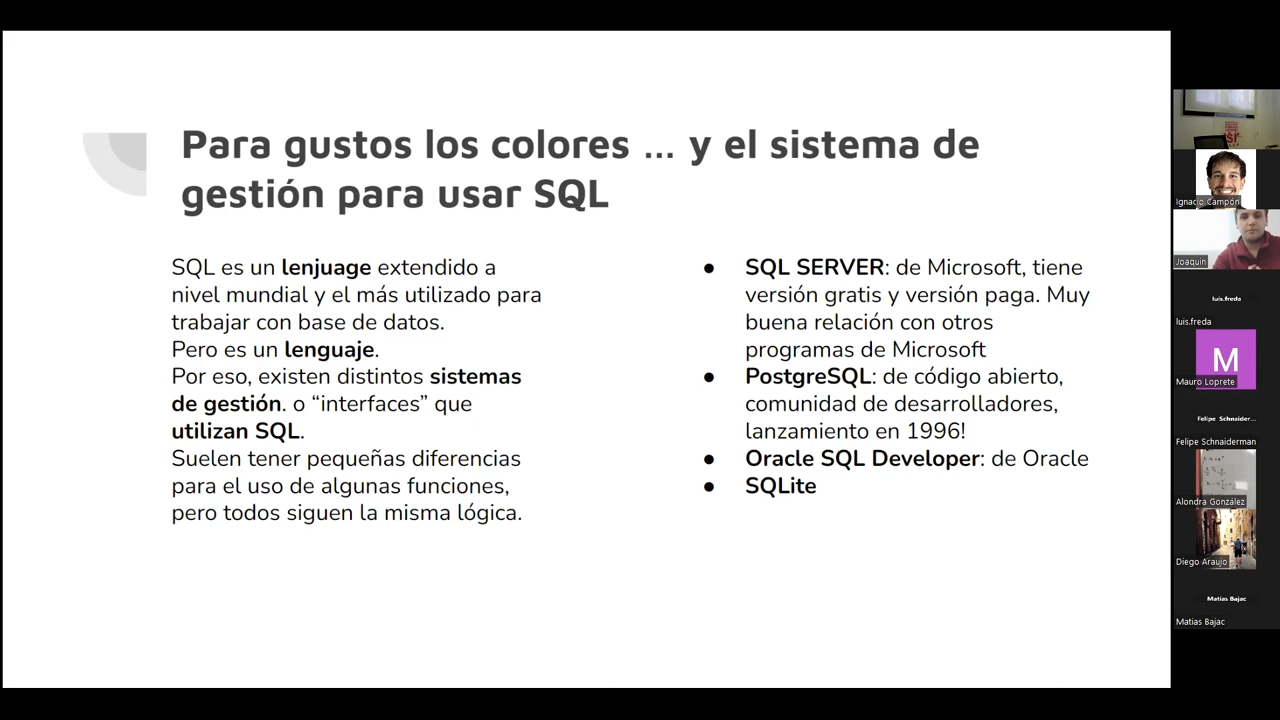 Para gustos los colores ... y el sistema de
gestión para usar SQL
SQL es un lenjuage extendido a
nivel mundial y el más utilizado para
trabajar con base de datos.
Pero es un lenguaje.
Por eso, existen distintos sistemas
de gestión. o “interfaces” que
utilizan SQL.
Suelen tener pequeñas diferencias
para el uso de algunas funciones,
pero todos siguen la misma lógica.
● SQL SERVER: de Microsoft, tiene
versión gratis y versión paga. Muy
buena relación con otros
programas de Microsoft
● PostgreSQL: de código abierto,
comunidad de desarrolladores,
lanzamiento en 1996!
● Oracle SQL Developer: de Oracle
● SQLite
Ignacio Campón
Joaquín
luis.freda
luis.freda
M
Mauro Loprete
Felipe Schnaider...
Felipe Schnaiderman
Alondra González
Diego Araujo
Matias Bajac
Matias Bajac